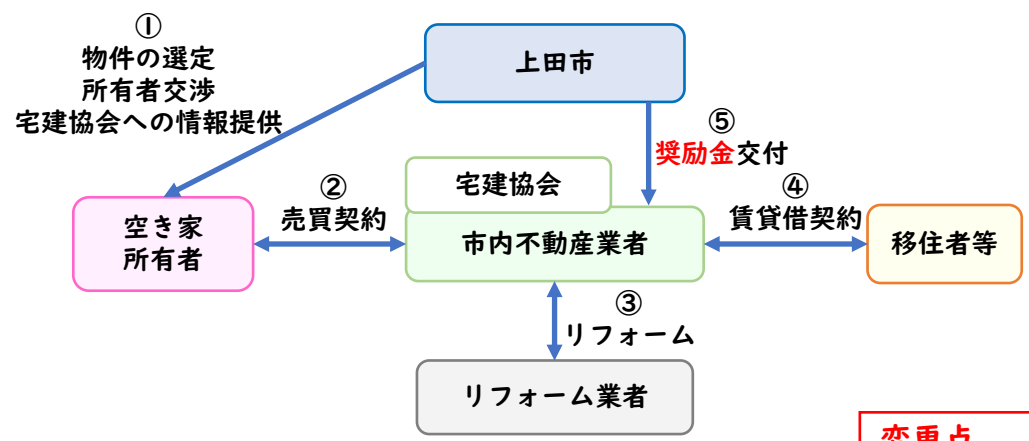 ①
物件の選定
所有者交渉
宅建協会への情報提供
上田市
⑤
奨励金交付
宅建協会
②
売買契約
④
賃貸借契約
空き家
所有者
市内不動産業者
移住者等
③
リフォーム
リフォーム業者
変更点